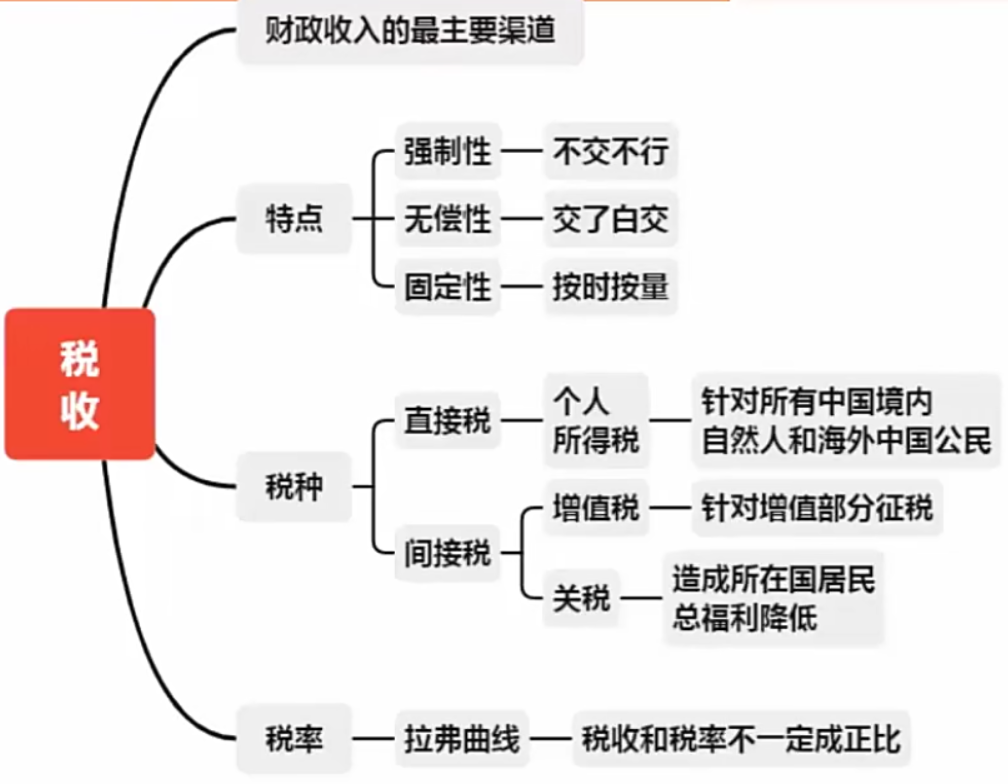 财政收入的最主要渠道
强制性
不交不行
特点
无偿性
交了白交
固定性
按时按量
税
收
直接税
个人
所得税
针对所有中国境内
自然人和海外中国公民
税种
增值税
针对增值部分征税
间接税
关税
造成所在国居民
总福利降低
税率
拉弗曲线
税收和税率不一定成正比